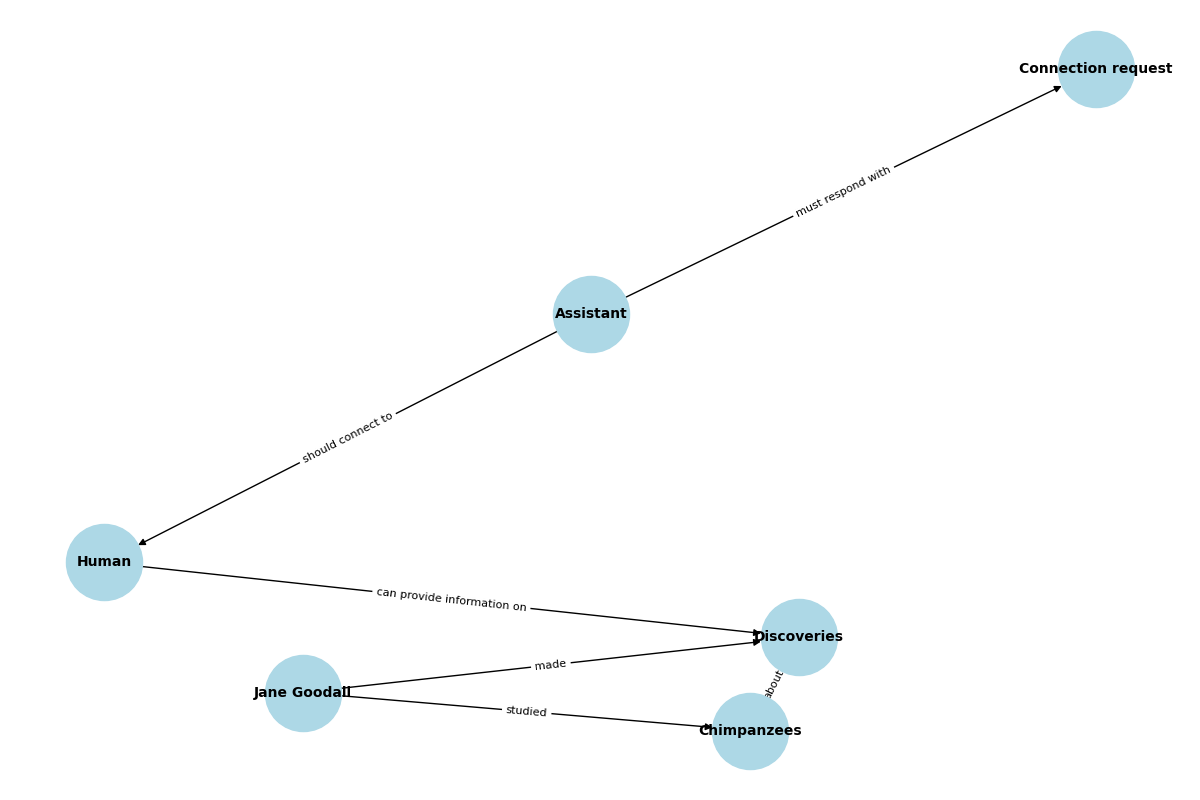 Connection request
must respond with
Assistant
should connect to
Human
can provide information on
Discoveries
made
Jane Goodall
about
studied
Chimpanzees